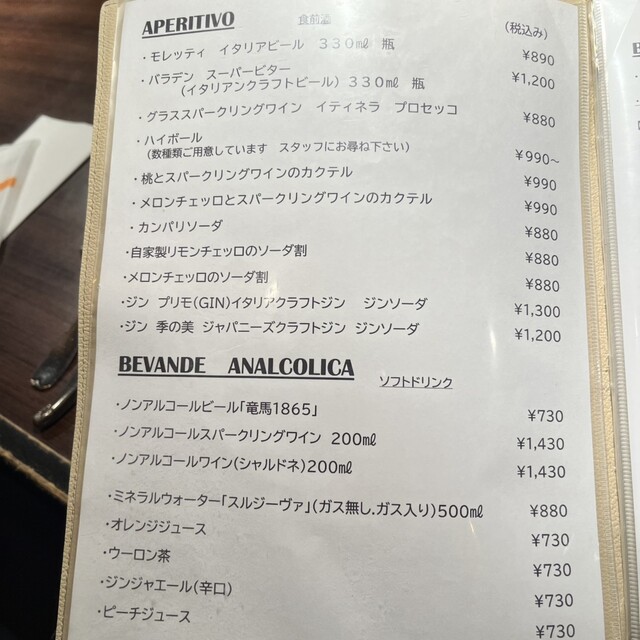 APERITIVO 食前酒 (税込み)
・モレッティ イタリアビール 330㎖ 瓶 ¥890
・バラデン スーパービター ¥1,200
(イタリアンクラフトビール) 330㎖ 瓶
・グラススパークリングワイン イティネラ プロセッコ ¥880
・ハイボール
(数種類ご用意しています スタッフにお尋ね下さい) ¥990~
・桃とスパークリングワインのカクテル ¥990
・メロンチェッロとスパークリングワインのカクテル ¥990
・カンパリソーダ ¥880
・自家製リモンチェッロのソーダ割 ¥880
・メロンチェッロのソーダ割 ¥880
・ジン プリモ(GIN)イタリアクラフトジン ジンソーダ ¥1,300
・ジン 季の美 ジャパニーズクラフトジン ジンソーダ ¥1,200
BEVANDE ANALCOLICA ソフトドリンク
・ノンアルコールビール「竜馬1865」 ¥730
・ノンアルコールスパークリングワイン 200㎖ ¥1,430
・ノンアルコールワイン(シャルドネ)200㎖ ¥1,430
・ミネラルウォーター「スルジーヴァ」(ガス無し.ガス入り)500㎖ ¥880
・オレンジジュース ¥730
・ウーロン茶 ¥730
・ジンジャエール(辛口) ¥730
・ピーチジュース ¥730